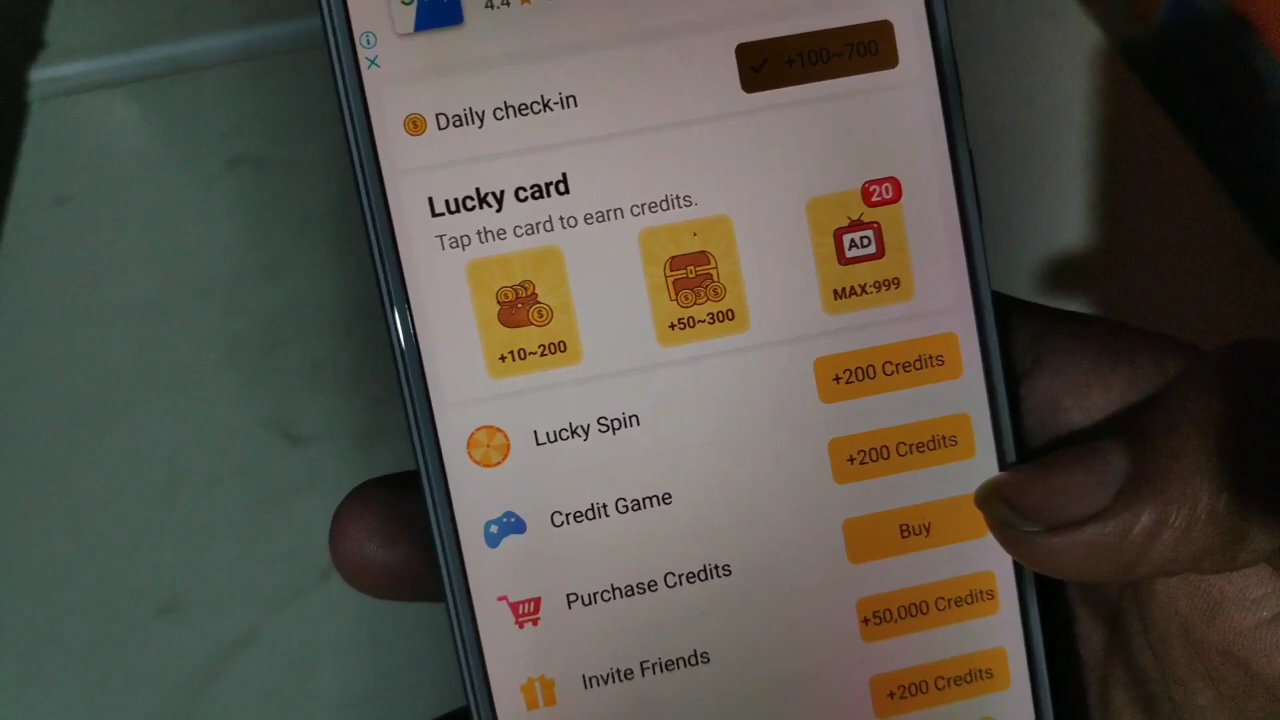 4.4
+100~700
Daily check-in
Lucky card
Tap the card to earn credits.
20
AD
MAX:999
+50~300
+10~200
+200 Credits
Lucky Spin
+200 Credits
Credit Game
Buy
Purchase Credits
+50,000 Credits
Invite Friends
+200 Credits